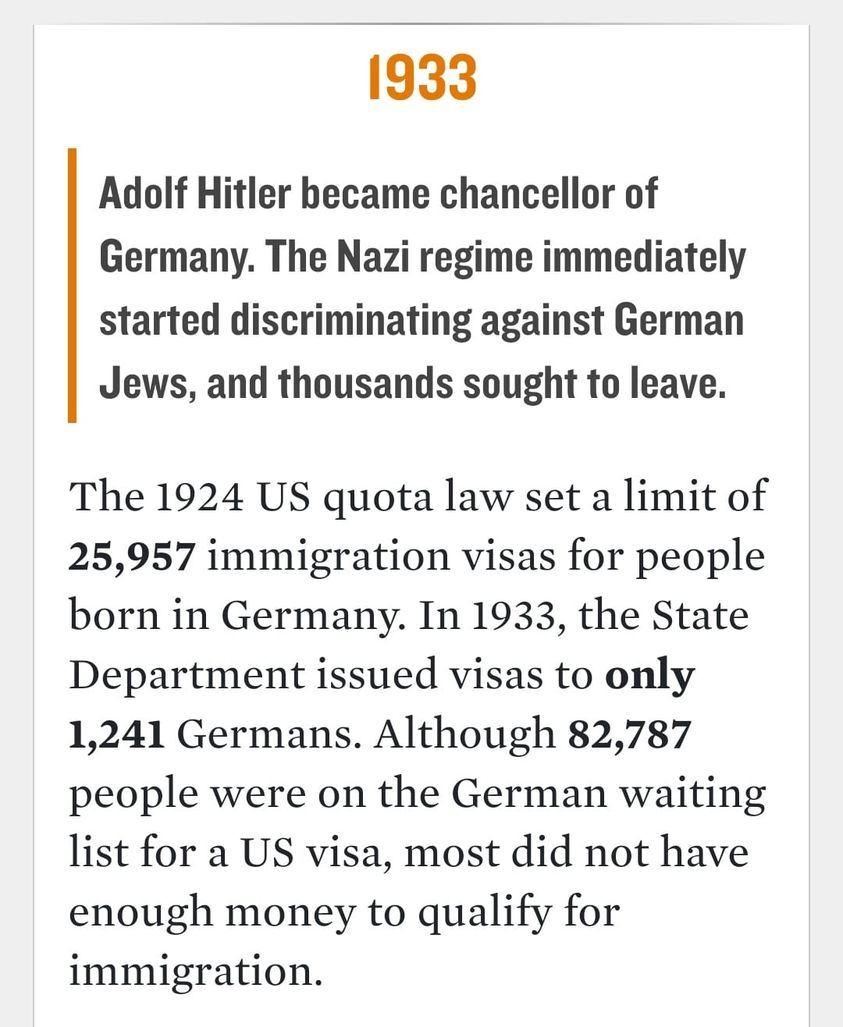 1933
Adolf Hitler became chancellor of
Germany. The Nazi regime immediately
started discriminating against German
Jews, and thousands sought to leave.
The 1924 US quota law set a limit of
25,957 immigration visas for people
born in Germany. In 1933, the State
Department issued visas to only
1,241 Germans. Although 82,787
people were on the German waiting
list for a US visa, most did not have
enough money to qualify for
immigration.